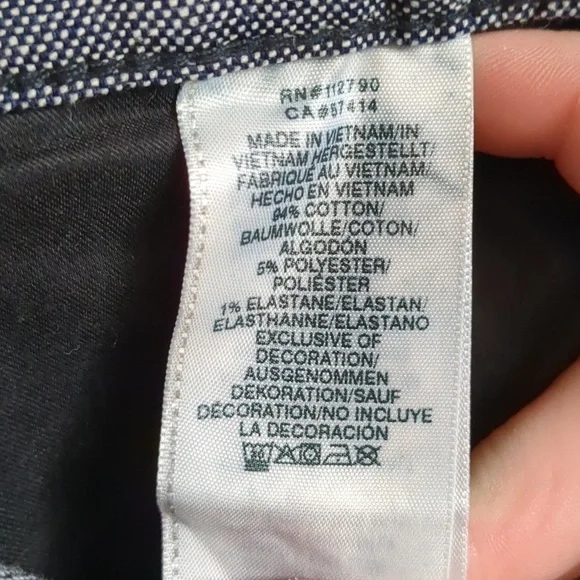 RN#112790
CA#57414
MADE IN VIETNAM/IN
VIETNAM HERGESTELLT/
FABRIQUÉ AU VIETNAM/
HECHO EN VIETNAM
94% COTTON/
BAUMWOLLE/COTON/
ALGODÓN
5% POLYESTER/
POLIÉSTER
1% ELASTANE/ELASTAN/
ELASTHANNE/ELASTANO
EXCLUSIVE OF
DECORATION/
AUSGENOMMEN
DEKORATION/SAUF
DÉCORATION/NO INCLUYE
LA DECORACIÓN